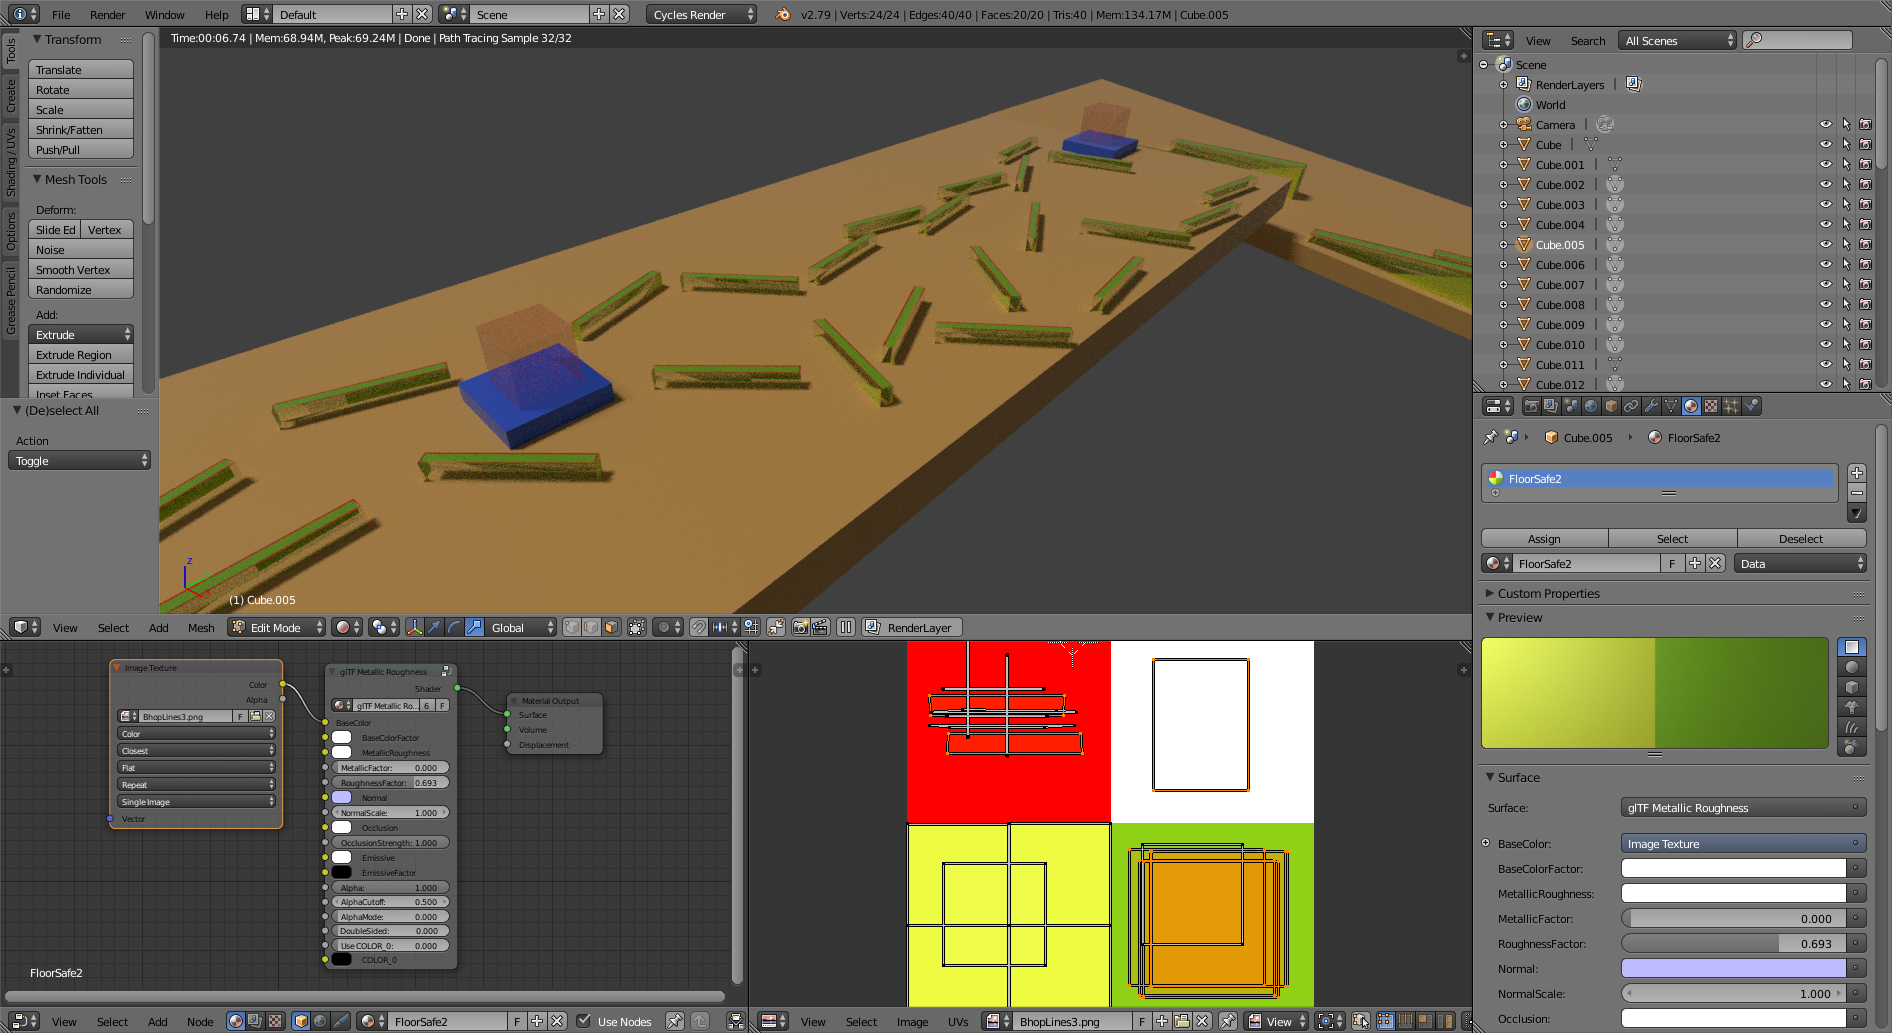 File Render Window Help Default Scene Cycles Render v2.79 | Verts:24/24 | Edges:40/40 | Faces:20/20 | Tris:40 | Mem:134.17M | Cube.005
Time:00:06.74 | Mem:68.94M, Peak:69.24M | Done | Path Tracing Sample 32/32
Tools
Create
Shading / UVs
Options
Grease Pencil
Transform
Translate
Rotate
Scale
Shrink/Fatten
Push/Pull
Mesh Tools
Deform:
Slide Ed Vertex
Noise
Smooth Vertex
Randomize
Add:
Extrude
Extrude Region
Extrude Individual
Inset Faces
(De)select All
Action
Toggle
z
(1) Cube.005
View Select Add Mesh Edit Mode Global RenderLayer
View Search All Scenes
Scene
RenderLayers |
World
Camera |
Cube |
Cube.001 |
Cube.002 |
Cube.003 |
Cube.004 |
Cube.005 |
Cube.006 |
Cube.007 |
Cube.008 |
Cube.009 |
Cube.010 |
Cube.011 |
Cube.012 |
Cube.005 FloorSafe2
FloorSafe2
Assign Select Deselect
FloorSafe2 F Data
Custom Properties
Preview
Surface
Surface: glTF Metallic Roughness
BaseColor: Image Texture
BaseColorFactor:
MetallicRoughness:
MetallicFactor: 0.000
RoughnessFactor: 0.693
Normal:
NormalScale: 1.000
Occlusion:
Image Texture
Color
Alpha
BhopLines3.png F
Color
Closest
Flat
Repeat
Single Image
Vector
glTF Metallic Roughness
Shader
glTF Metallic Ro... 6 F
BaseColor
BaseColorFactor
MetallicRoughness
MetallicFactor: 0.000
RoughnessFactor: 0.693
Normal
NormalScale: 1.000
Occlusion
OcclusionStrength: 1.000
Emissive
EmissiveFactor
Alpha: 1.000
AlphaCutoff: 0.500
AlphaMode: 0.000
DoubleSided: 0.000
Use COLOR_0: 0.000
COLOR_0
Material Output
Surface
Volume
Displacement
FloorSafe2
View Select Add Node FloorSafe2 F Use Nodes
View Select Image UVs BhopLines3.png F View